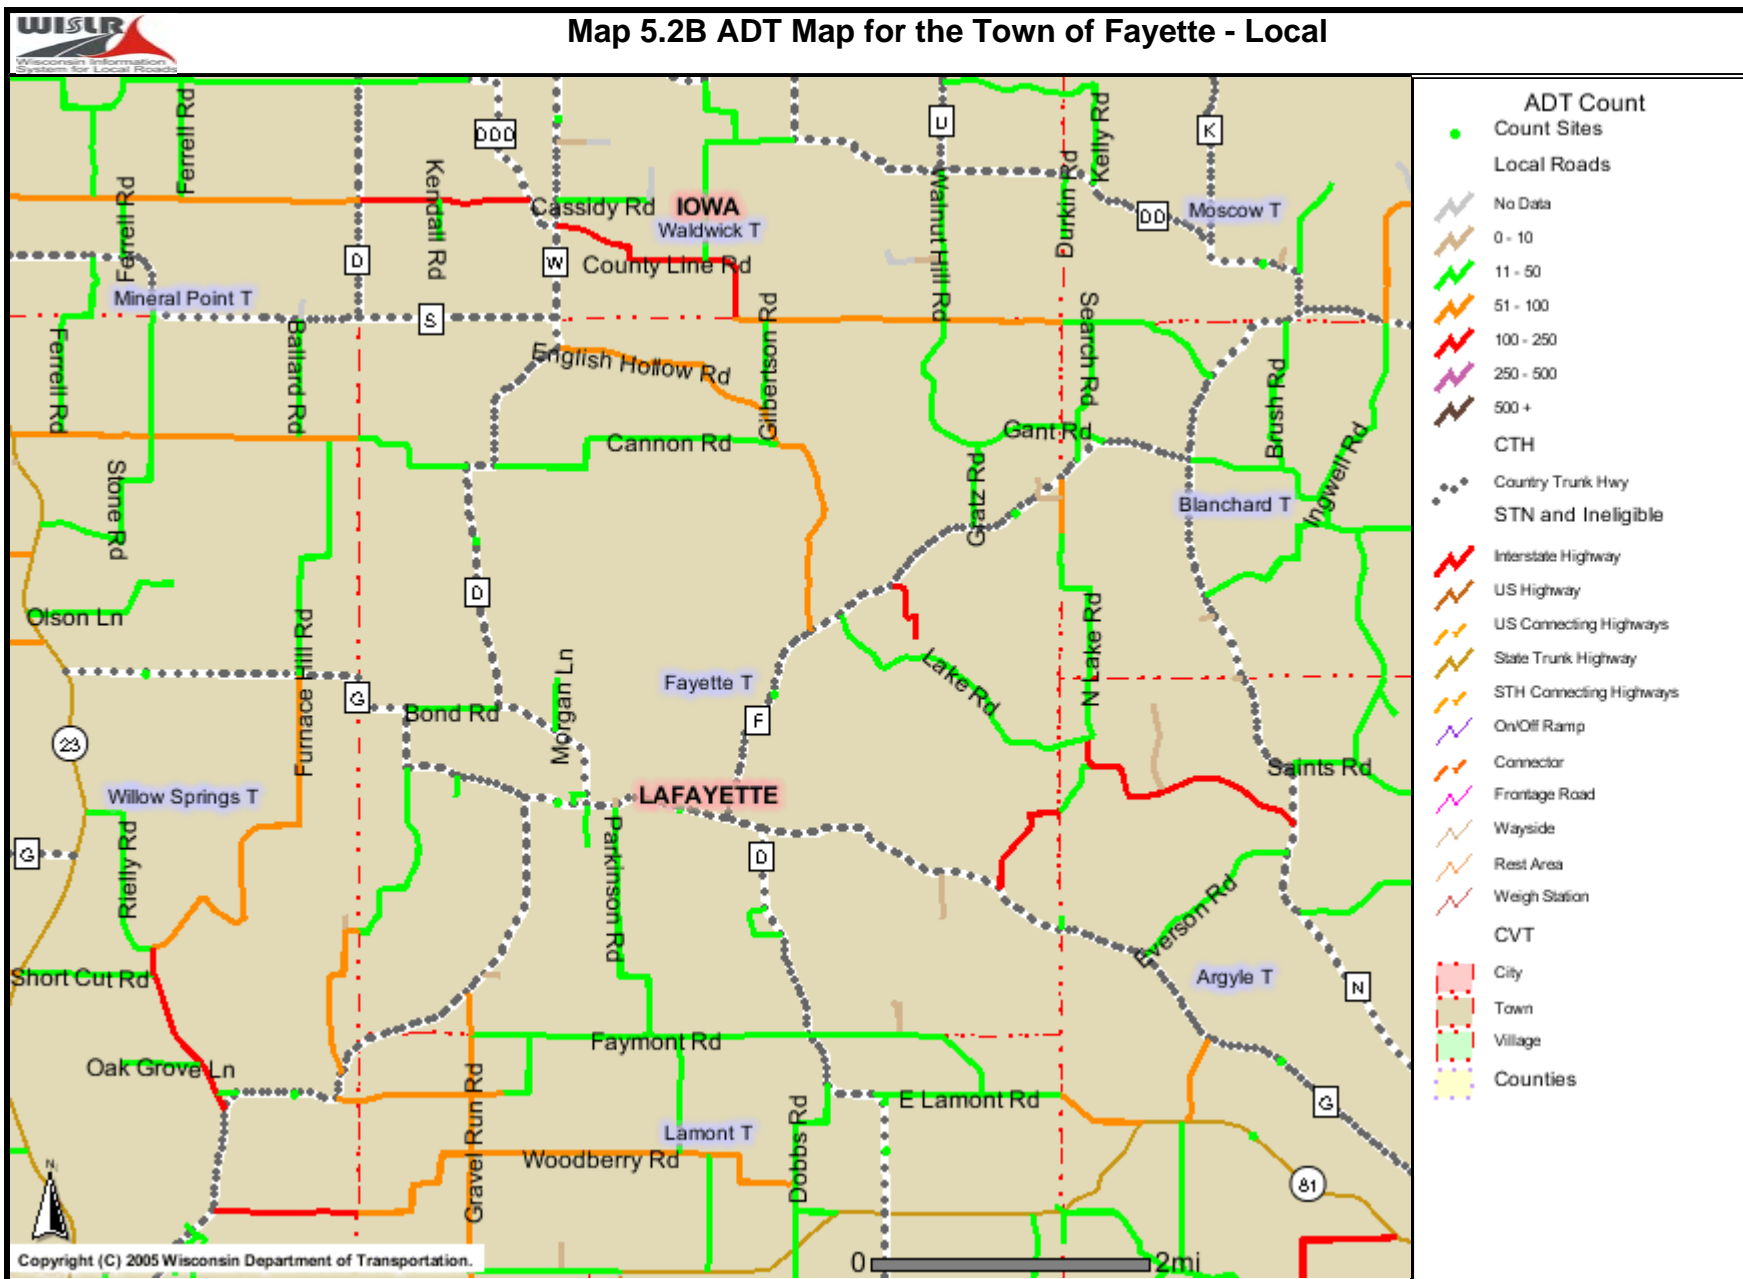 WISLR
Wisconsin Information
System for Local Roads
Map 5.2B ADT Map for the Town of Fayette - Local
Ferrell Rd
DDD
U
Kelly Rd
K
ADT Count
Count Sites
Local Roads
No Data
0 - 10
11 - 50
51 - 100
100 - 250
250 - 500
500 +
CTH
Country Trunk Hwy
STN and Ineligible
Interstate Highway
US Highway
US Connecting Highways
State Trunk Highway
STH Connecting Highways
On/Off Ramp
Connector
Frontage Road
Wayside
Rest Area
Weigh Station
CVT
City
Town
Village
Counties
Ferrell Rd
Kendall Rd
Cassidy Rd
IOWA
Waldwick T
Walnut Hill Rd
Durkin Rd
DD
Moscow T
D
W
County Line Rd
Mineral Point T
S
Ferrell Rd
Ballard Rd
English Hollow Rd
Gilbertson Rd
Search Rd
Brush Rd
Cannon Rd
Gant Rd
Stone Rd
Gratz Rd
Blanchard T
Ingwell Rd
Olson Ln
D
Furnace Hill Rd
Morgan Ln
Fayette T
Lake Rd
N Lake Rd
G
Bond Rd
F
23
Willow Springs T
LAFAYETTE
Saints Rd
G
Rielly Rd
Parkinson Rd
D
Everson Rd
Short Cut Rd
Argyle T
N
Oak Grove Ln
Faymont Rd
Gravel Run Rd
E Lamont Rd
G
Lamont T
Dobbs Rd
Woodberry Rd
81
N
Copyright (C) 2005 Wisconsin Department of Transportation.
0 2mi